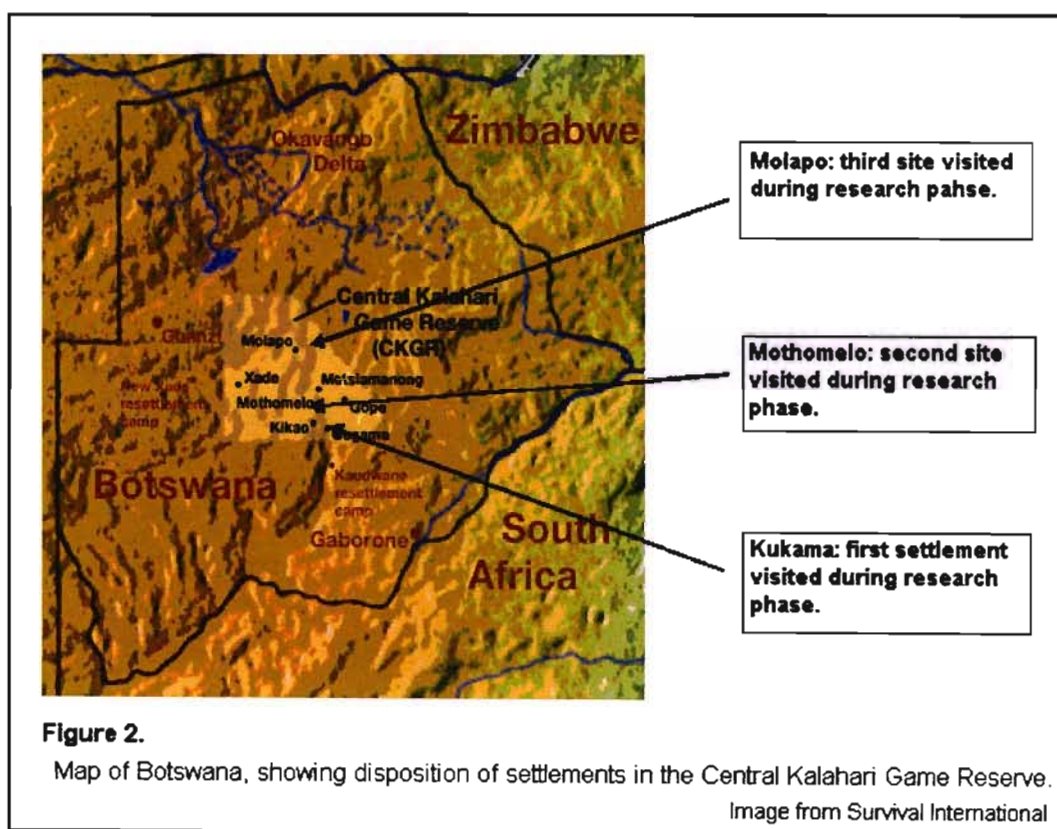 Okavango
Delta
Zimbabwe
Central Kalahari
Game Reserve
(CKGR)
Ghanzi
Molapo
Xade
Metsiamanong
New Xade
resettlement
camp
Mothomelo
Gope
Kikao
Kaudwane
resettlement
camp
Botswana
Gaborone
South
Africa
Molapo: third site visited
during research pahse.
Mothomelo: second site
visited during research
phase.
Kukama: first settlement
visited during research
phase.
Figure 2.
Map of Botswana, showing disposition of settlements in the Central Kalahari Game Reserve.
Image from Survival International